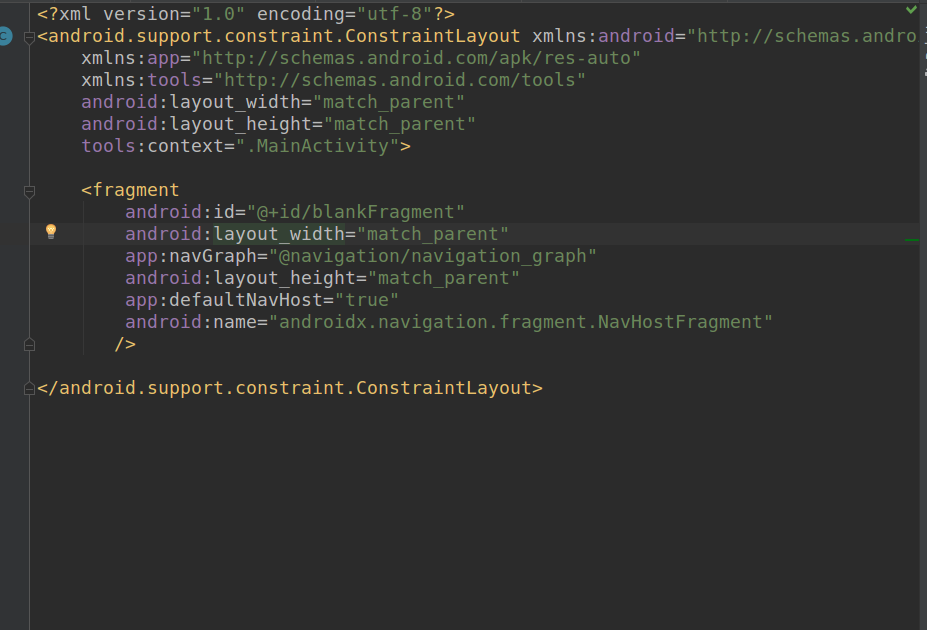 <?xml version="1.0" encoding="utf-8"?>
<android.support.constraint.ConstraintLayout xmlns:android="http://schemas.andro
xmlns:app="http://schemas.android.com/apk/res-auto"
xmlns:tools="http://schemas.android.com/tools"
android:layout_width="match_parent"
android:layout_height="match_parent"
tools:context=".MainActivity">
<fragment
android:id="@+id/blankFragment"
android:layout_width="match_parent"
app:navGraph="@navigation/navigation_graph"
android:layout_height="match_parent"
app:defaultNavHost="true"
android:name="androidx.navigation.fragment.NavHostFragment"
/>
</android.support.constraint.ConstraintLayout>